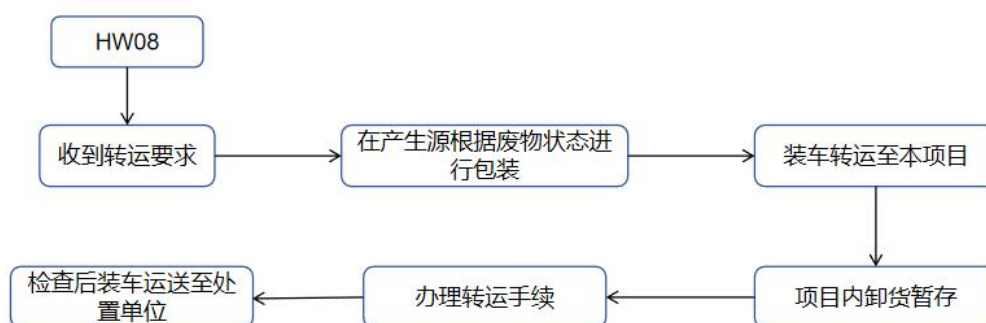 HW08
收到转运要求
在产生源根据废物状态进
行包装
装车转运至本项目
项目内卸货暂存
办理转运手续
检查后装车运送至处
置单位